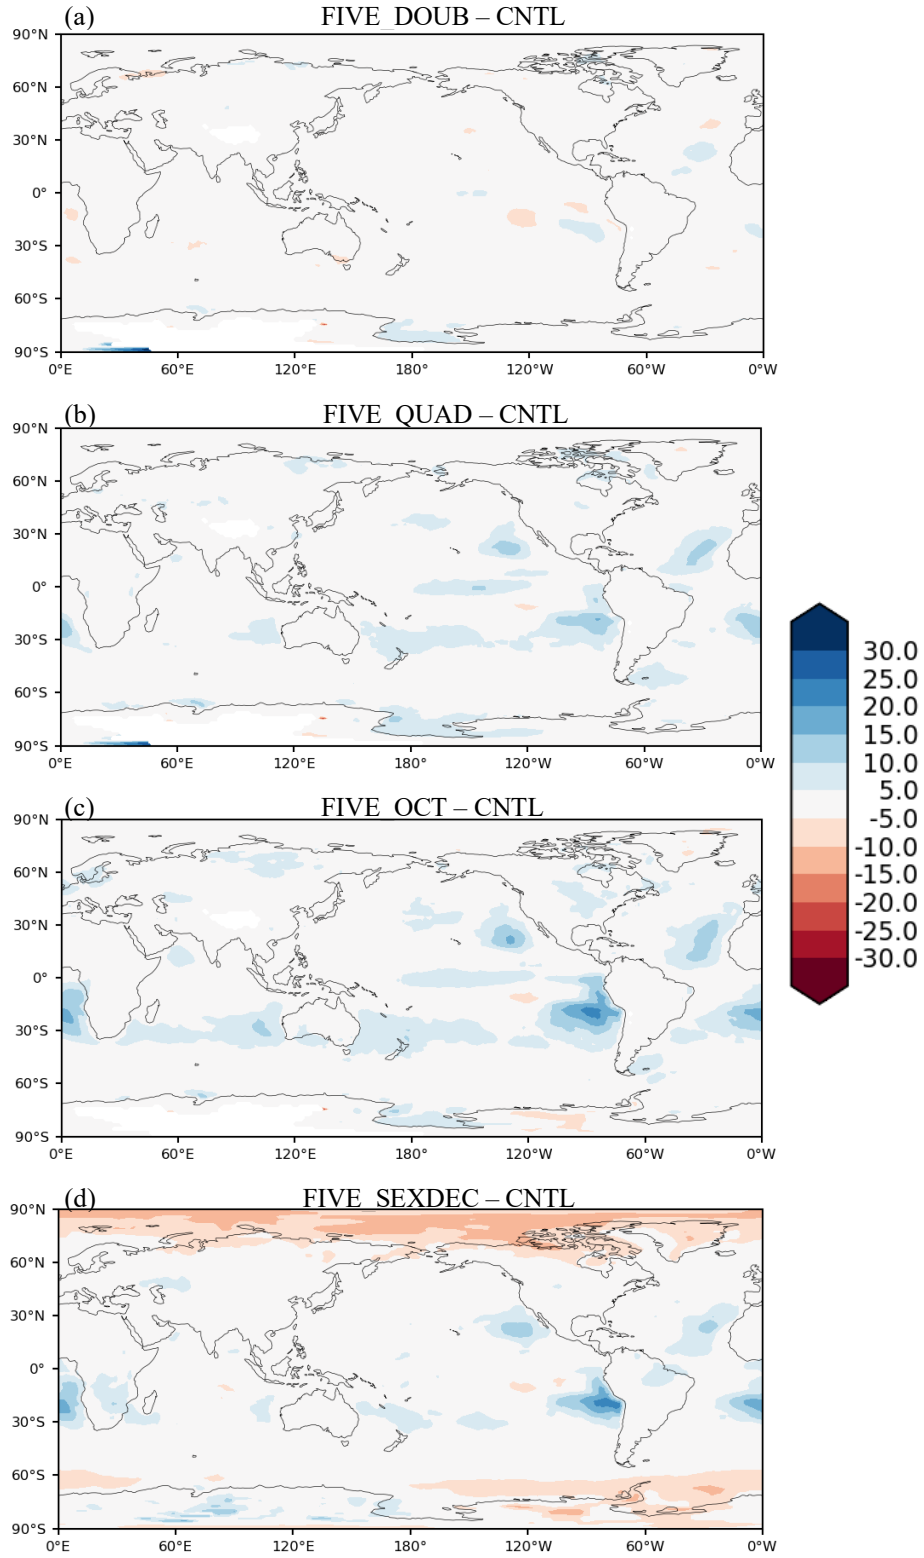 (a) FIVE_DOUB – CNTL
90°N
60°N
30°N
0°
30°S
60°S
90°S
0°E 60°E 120°E 180° 120°W 60°W 0°W
(b) FIVE_QUAD – CNTL
90°N
60°N
30°N
0°
30°S
60°S
90°S
0°E 60°E 120°E 180° 120°W 60°W 0°W
30.0
25.0
20.0
15.0
10.0
5.0
-5.0
-10.0
-15.0
-20.0
-25.0
-30.0
(c) FIVE_OCT – CNTL
90°N
60°N
30°N
0°
30°S
60°S
90°S
0°E 60°E 120°E 180° 120°W 60°W 0°W
(d) FIVE_SEXDEC – CNTL
90°N
60°N
30°N
0°
30°S
60°S
90°S
0°E 60°E 120°E 180° 120°W 60°W 0°W